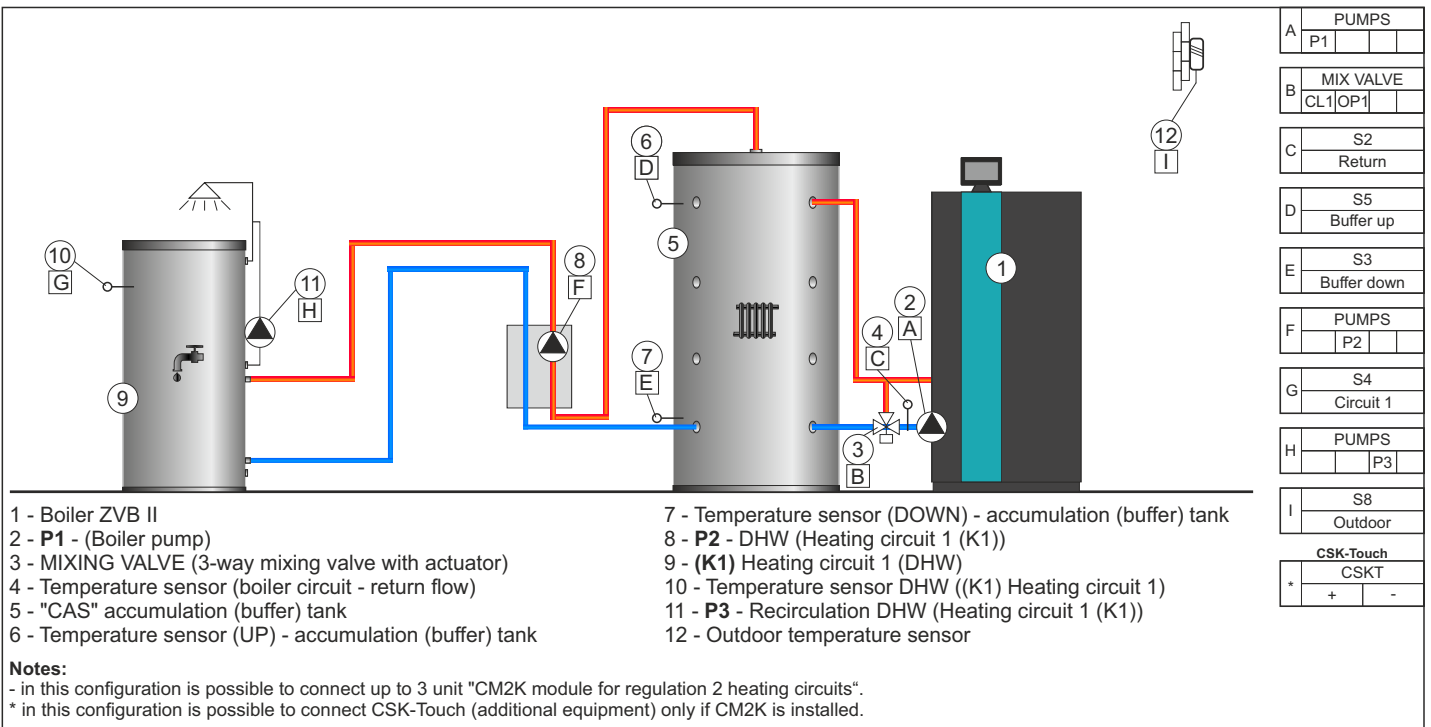 6
D
12
I
10
G
11
H
8
F
5
1
2
A
4
C
7
E
9
3
B
A PUMPS
P1
B MIX VALVE
CL1 OP1
C S2
Return
D S5
Buffer up
E S3
Buffer down
F PUMPS
P2
G S4
Circuit 1
H PUMPS
P3
I S8
Outdoor
CSK-Touch
* CSKT
+ -
1 - Boiler ZVB II
2 - P1 - (Boiler pump)
3 - MIXING VALVE (3-way mixing valve with actuator)
4 - Temperature sensor (boiler circuit - return flow)
5 - "CAS" accumulation (buffer) tank
6 - Temperature sensor (UP) - accumulation (buffer) tank
7 - Temperature sensor (DOWN) - accumulation (buffer) tank
8 - P2 - DHW (Heating circuit 1 (K1))
9 - (K1) Heating circuit 1 (DHW)
10 - Temperature sensor DHW ((K1) Heating circuit 1)
11 - P3 - Recirculation DHW (Heating circuit 1 (K1))
12 - Outdoor temperature sensor
Notes:
- in this configuration is possible to connect up to 3 unit "CM2K module for regulation 2 heating circuits“.
* in this configuration is possible to connect CSK-Touch (additional equipment) only if CM2K is installed.